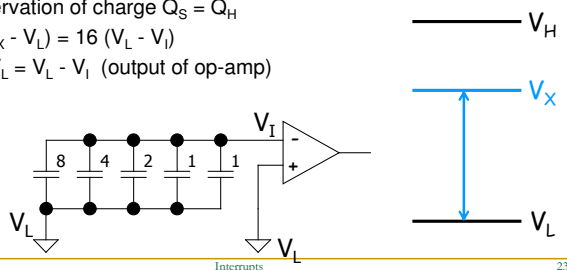 ervation of charge Q_S = Q_H
x - V_L) = 16 (V_L - V_I)
_L = V_L - V_I (output of op-amp)
V_H
V_X
V_I
8 4 2 1 1
-
+
V_L
V_L
V_L
Interrupts 23